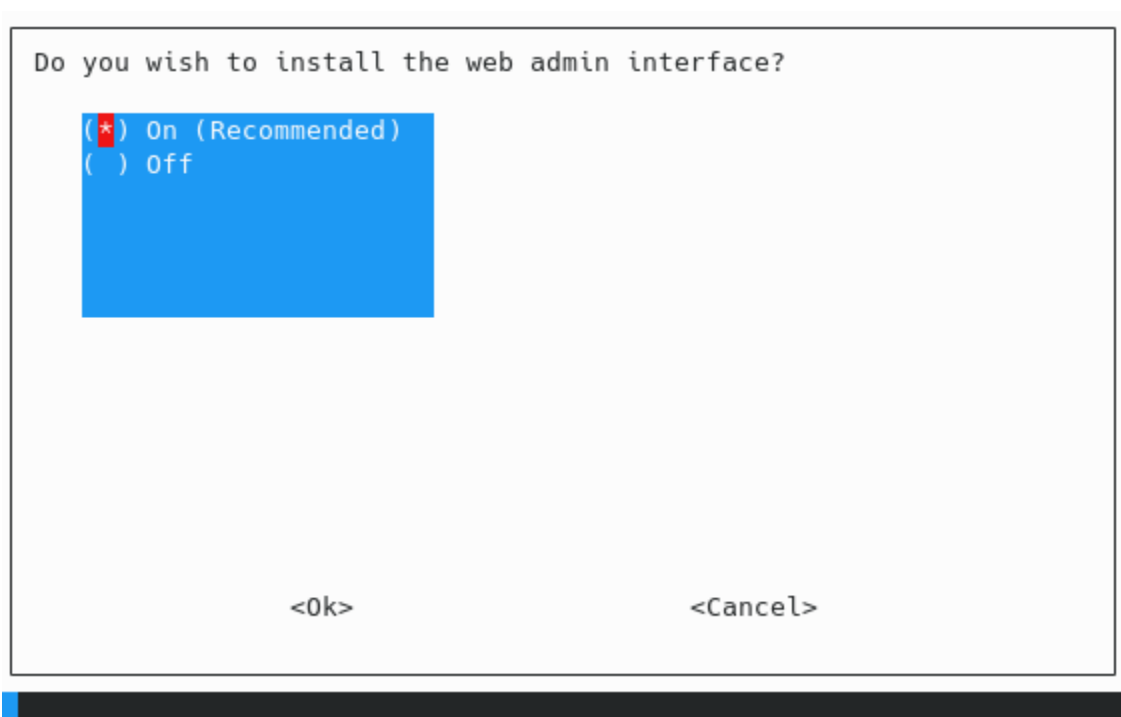 Do you wish to install the web admin interface?
(*) On (Recommended)
( ) Off
<Ok> <Cancel>